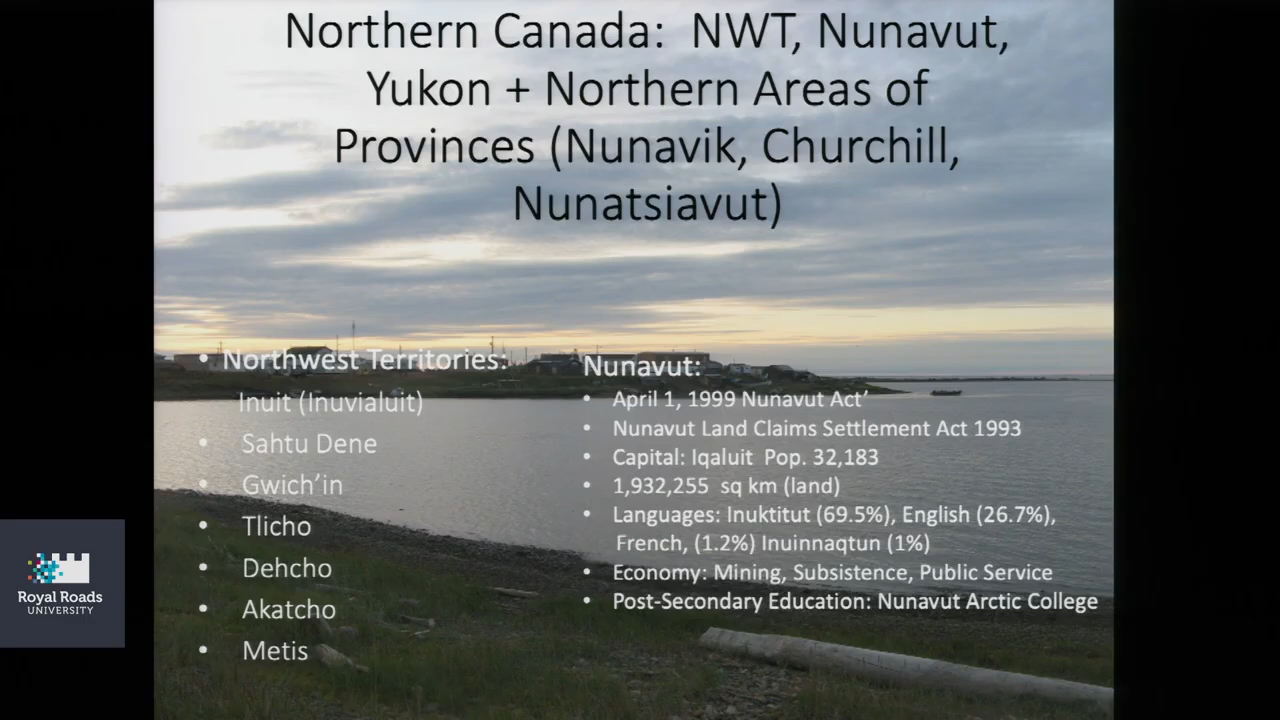 Northern Canada: NWT, Nunavut,
Yukon + Northern Areas of
Provinces (Nunavik, Churchill,
Nunatsiavut)
• Northwest Territories:
Inuit (Inuvialuit)
• Sahtu Dene
• Gwich’in
• Tlicho
• Dehcho
• Akatcho
• Metis
Nunavut:
• April 1, 1999 Nunavut Act’
• Nunavut Land Claims Settlement Act 1993
• Capital: Iqaluit Pop. 32,183
• 1,932,255 sq km (land)
• Languages: Inuktitut (69.5%), English (26.7%),
French, (1.2%) Inuinnaqtun (1%)
• Economy: Mining, Subsistence, Public Service
• Post-Secondary Education: Nunavut Arctic College
Royal Roads
UNIVERSITY